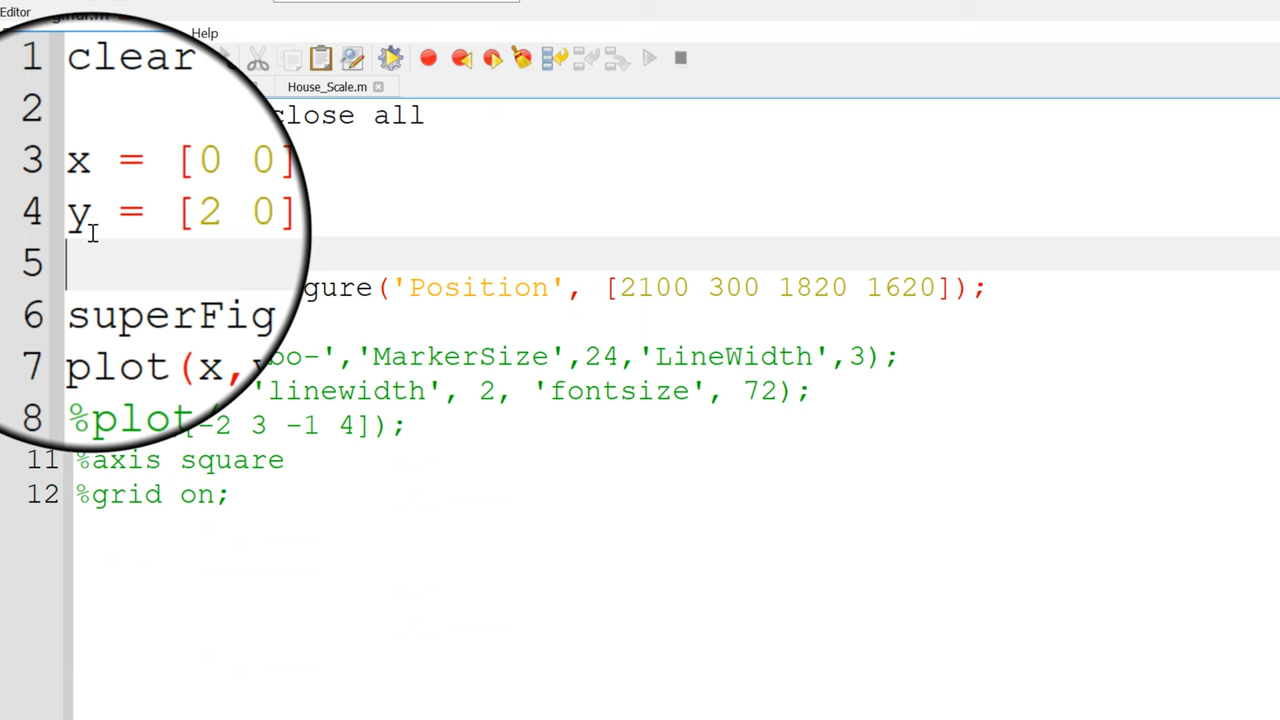 Editor
Help
House_Scale.m
1 clear close all
2
3 x = [0 0]
4 y = [2 0]
5
6 superFig gure('Position', [2100 300 1820 1620]);
7 plot(x, bo-','MarkerSize',24,'LineWidth',3);
8 %plot 'linewidth', 2, 'fontsize', 72);
-2 3 -1 4]);
11 %axis square
12 %grid on;